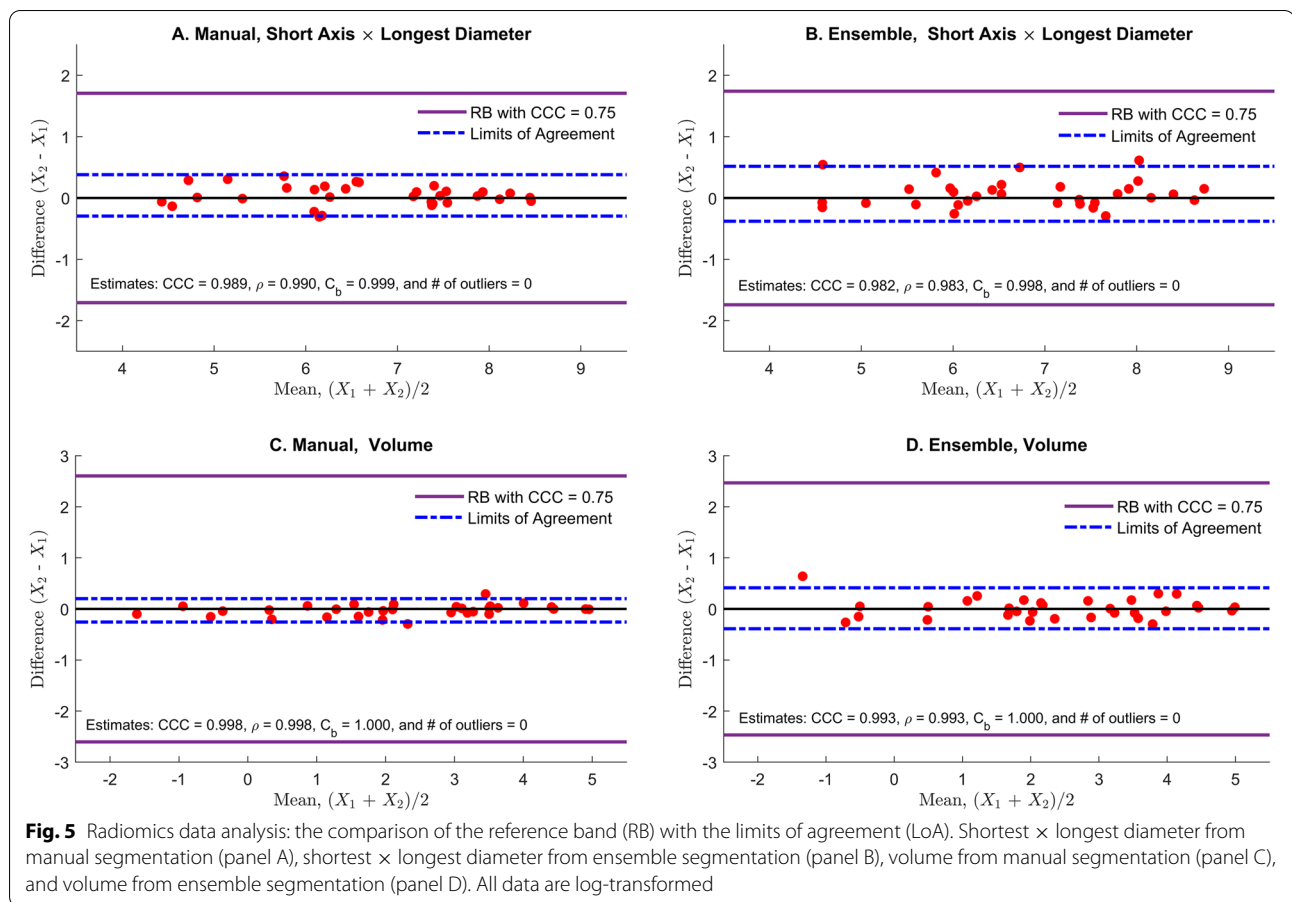 A. Manual, Short Axis × Longest Diameter
2
1
0
-1
-2
Difference (X₂ - X₁)
RB with CCC = 0.75
Limits of Agreement
Estimates: CCC = 0.989, ρ = 0.990, C_b = 0.999, and # of outliers = 0
4 5 6 7 8 9
Mean, (X₁ + X₂)/2
B. Ensemble, Short Axis × Longest Diameter
2
1
0
-1
-2
Difference (X₂ - X₁)
RB with CCC = 0.75
Limits of Agreement
Estimates: CCC = 0.982, ρ = 0.983, C_b = 0.998, and # of outliers = 0
4 5 6 7 8 9
Mean, (X₁ + X₂)/2
C. Manual, Volume
3
2
1
0
-1
-2
-3
Difference (X₂ - X₁)
RB with CCC = 0.75
Limits of Agreement
Estimates: CCC = 0.998, ρ = 0.998, C_b = 1.000, and # of outliers = 0
-2 -1 0 1 2 3 4 5
Mean, (X₁ + X₂)/2
D. Ensemble, Volume
3
2
1
0
-1
-2
-3
Difference (X₂ - X₁)
RB with CCC = 0.75
Limits of Agreement
Estimates: CCC = 0.993, ρ = 0.993, C_b = 1.000, and # of outliers = 0
-2 -1 0 1 2 3 4 5
Mean, (X₁ + X₂)/2
Fig. 5 Radiomics data analysis: the comparison of the reference band (RB) with the limits of agreement (LoA). Shortest × longest diameter from
manual segmentation (panel A), shortest × longest diameter from ensemble segmentation (panel B), volume from manual segmentation (panel C),
and volume from ensemble segmentation (panel D). All data are log-transformed